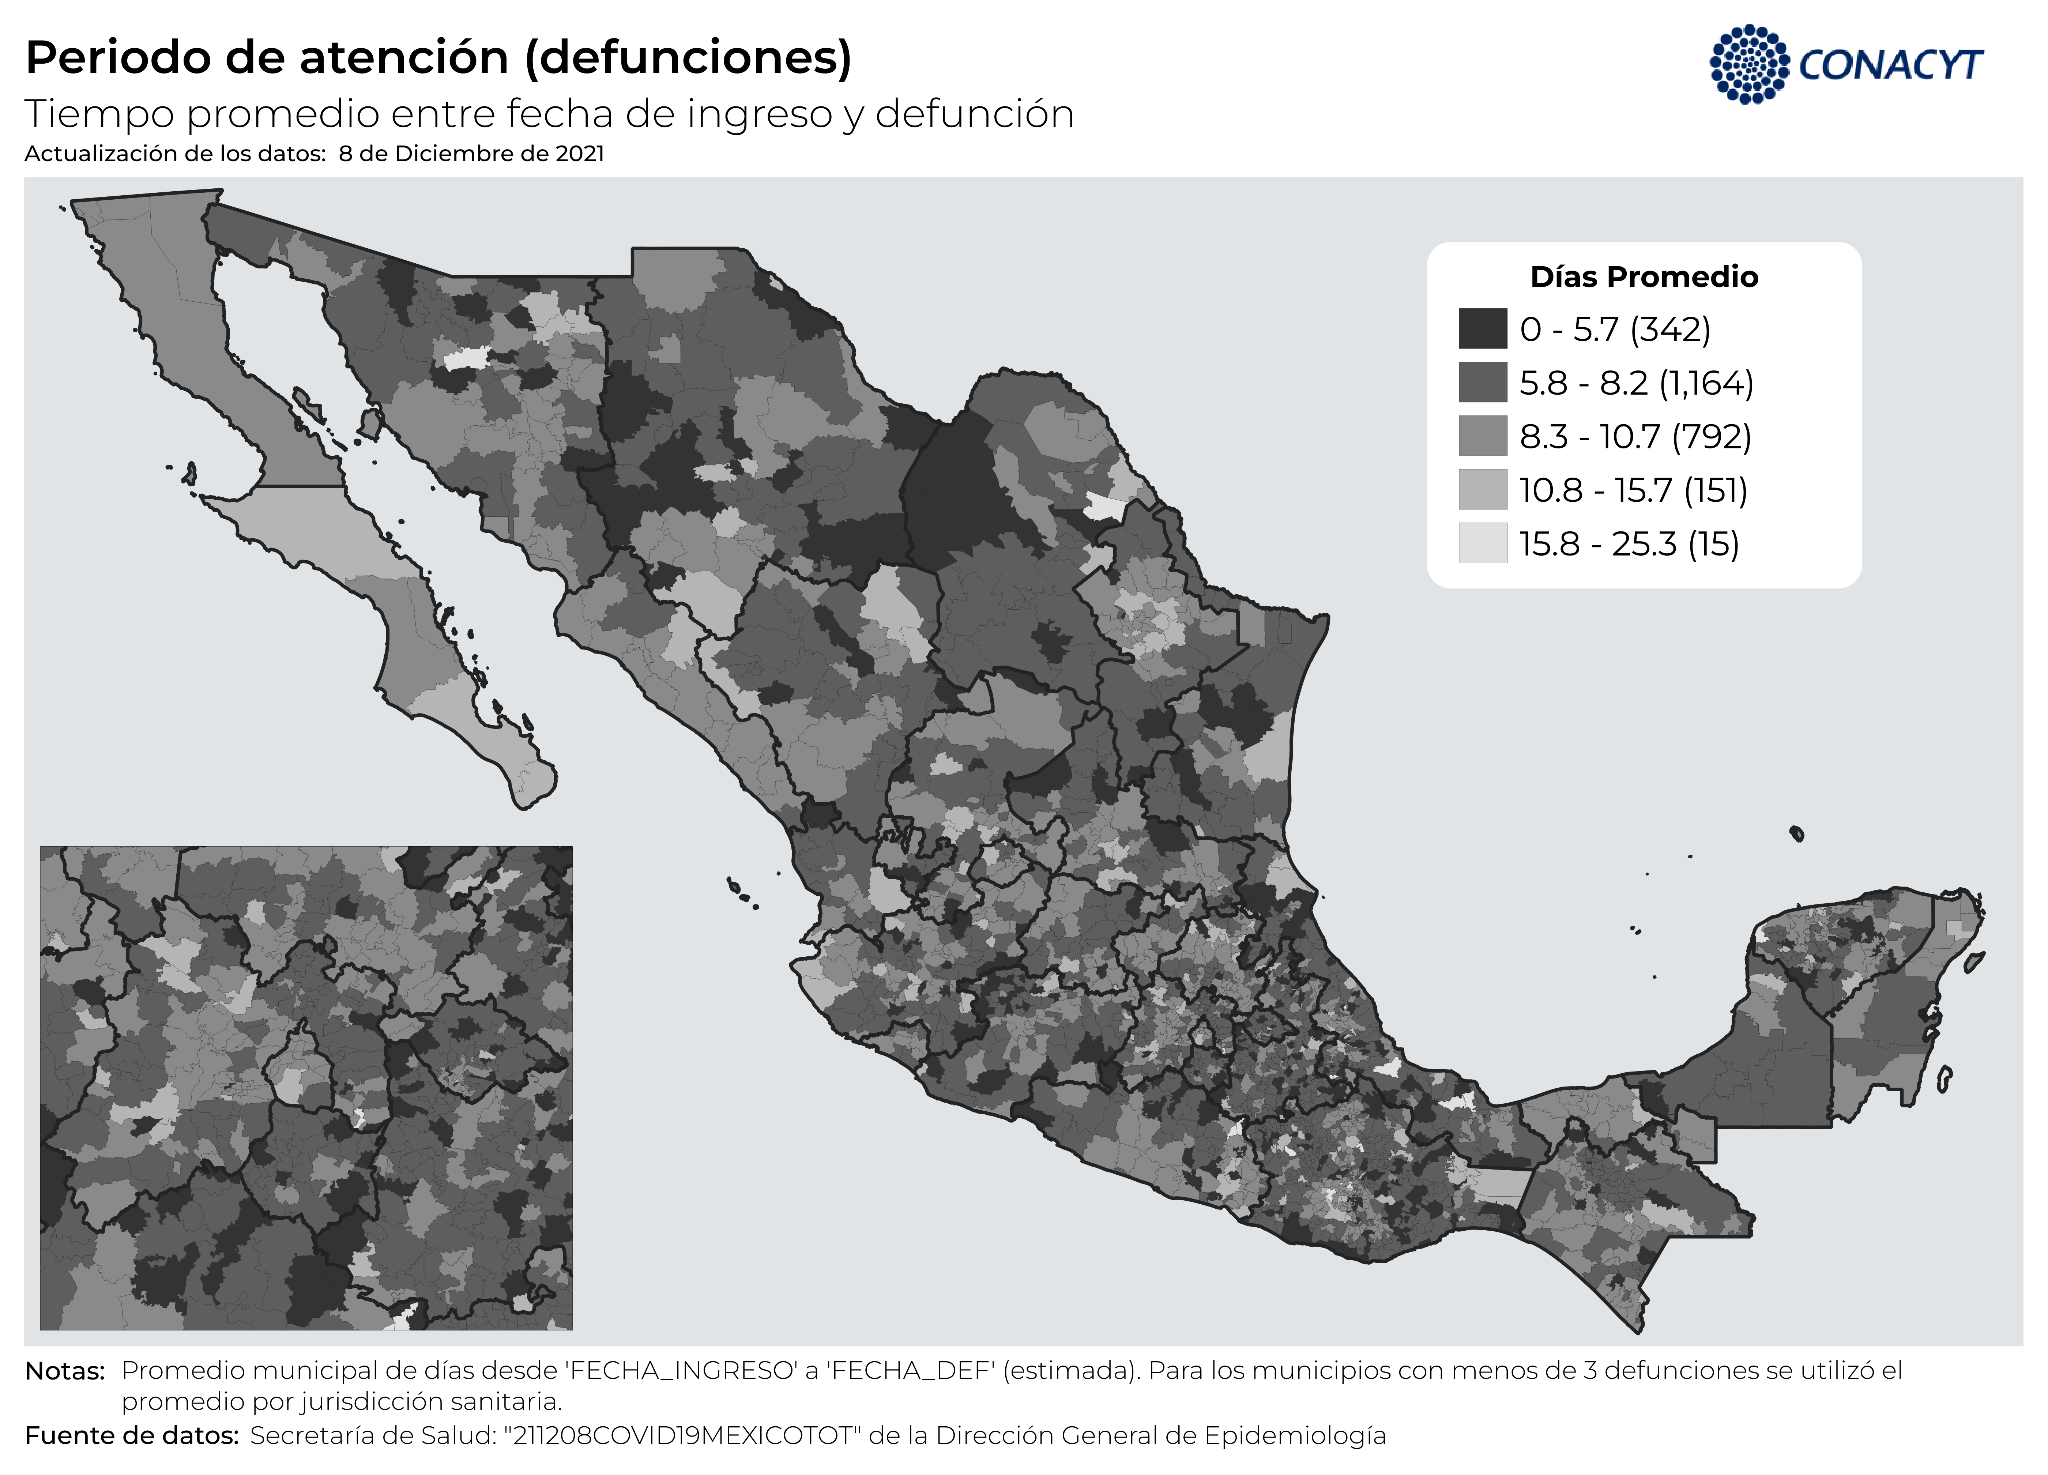 Periodo de atención (defunciones)
CONACYT
Tiempo promedio entre fecha de ingreso y defunción
Actualización de los datos: 8 de Diciembre de 2021
Días Promedio
0 - 5.7 (342)
5.8 - 8.2 (1,164)
8.3 - 10.7 (792)
10.8 - 15.7 (151)
15.8 - 25.3 (15)
Notas: Promedio municipal de días desde 'FECHA_INGRESO' a 'FECHA_DEF' (estimada). Para los municipios con menos de 3 defunciones se utilizó el
promedio por jurisdicción sanitaria.
Fuente de datos: Secretaría de Salud: "211208COVID19MEXICOTOT" de la Dirección General de Epidemiología